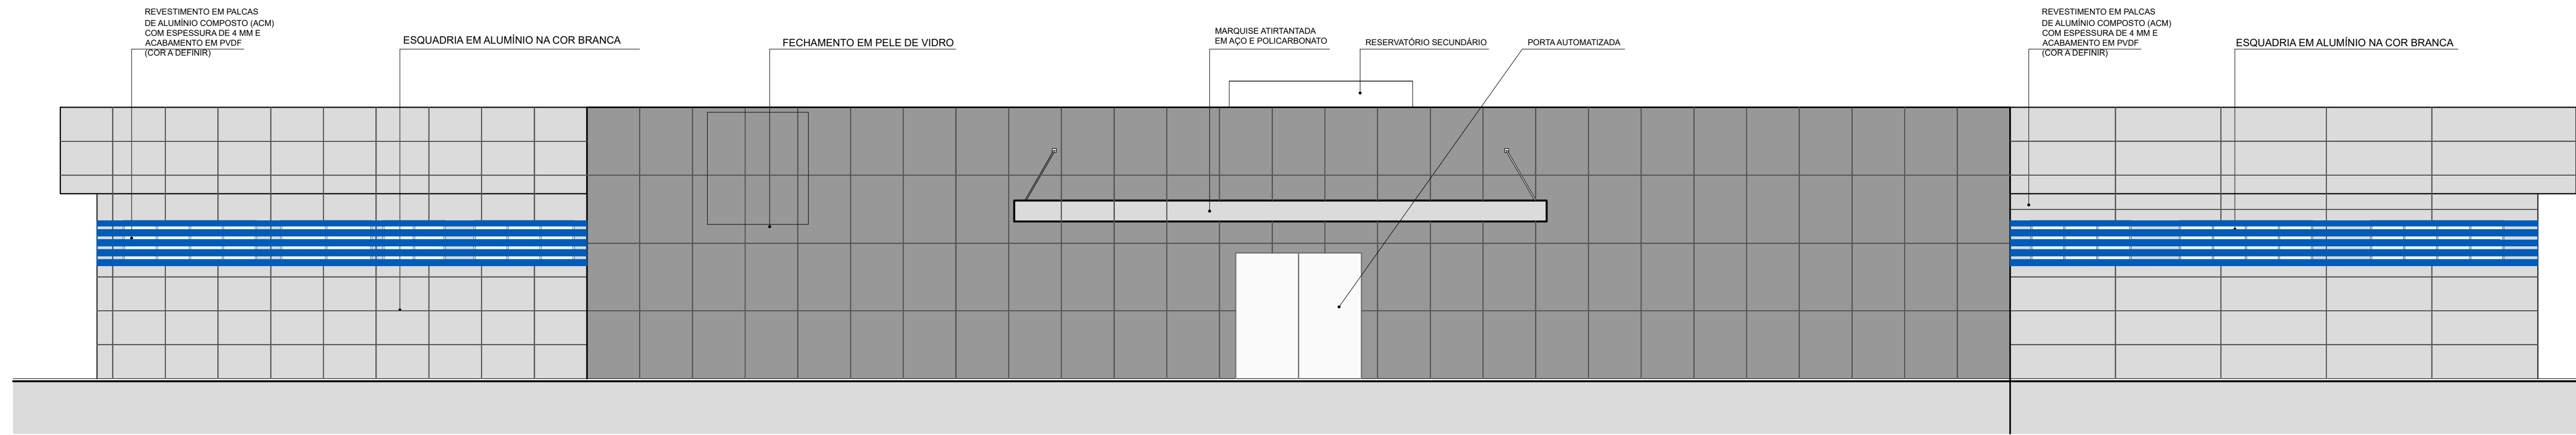 REVESTIMENTO EM PALCAS
DE ALUMÍNIO COMPOSTO (ACM)
COM ESPESSURA DE 4 MM E
ACABAMENTO EM PVDF
(COR A DEFINIR)
ESQUADRIA EM ALUMÍNIO NA COR BRANCA
FECHAMENTO EM PELE DE VIDRO
MARQUISE ATIRTANTADA
EM AÇO E POLICARBONATO
RESERVATÓRIO SECUNDÁRIO
PORTA AUTOMATIZADA
REVESTIMENTO EM PALCAS
DE ALUMÍNIO COMPOSTO (ACM)
COM ESPESSURA DE 4 MM E
ACABAMENTO EM PVDF
(COR A DEFINIR)
ESQUADRIA EM ALUMÍNIO NA COR BRANCA